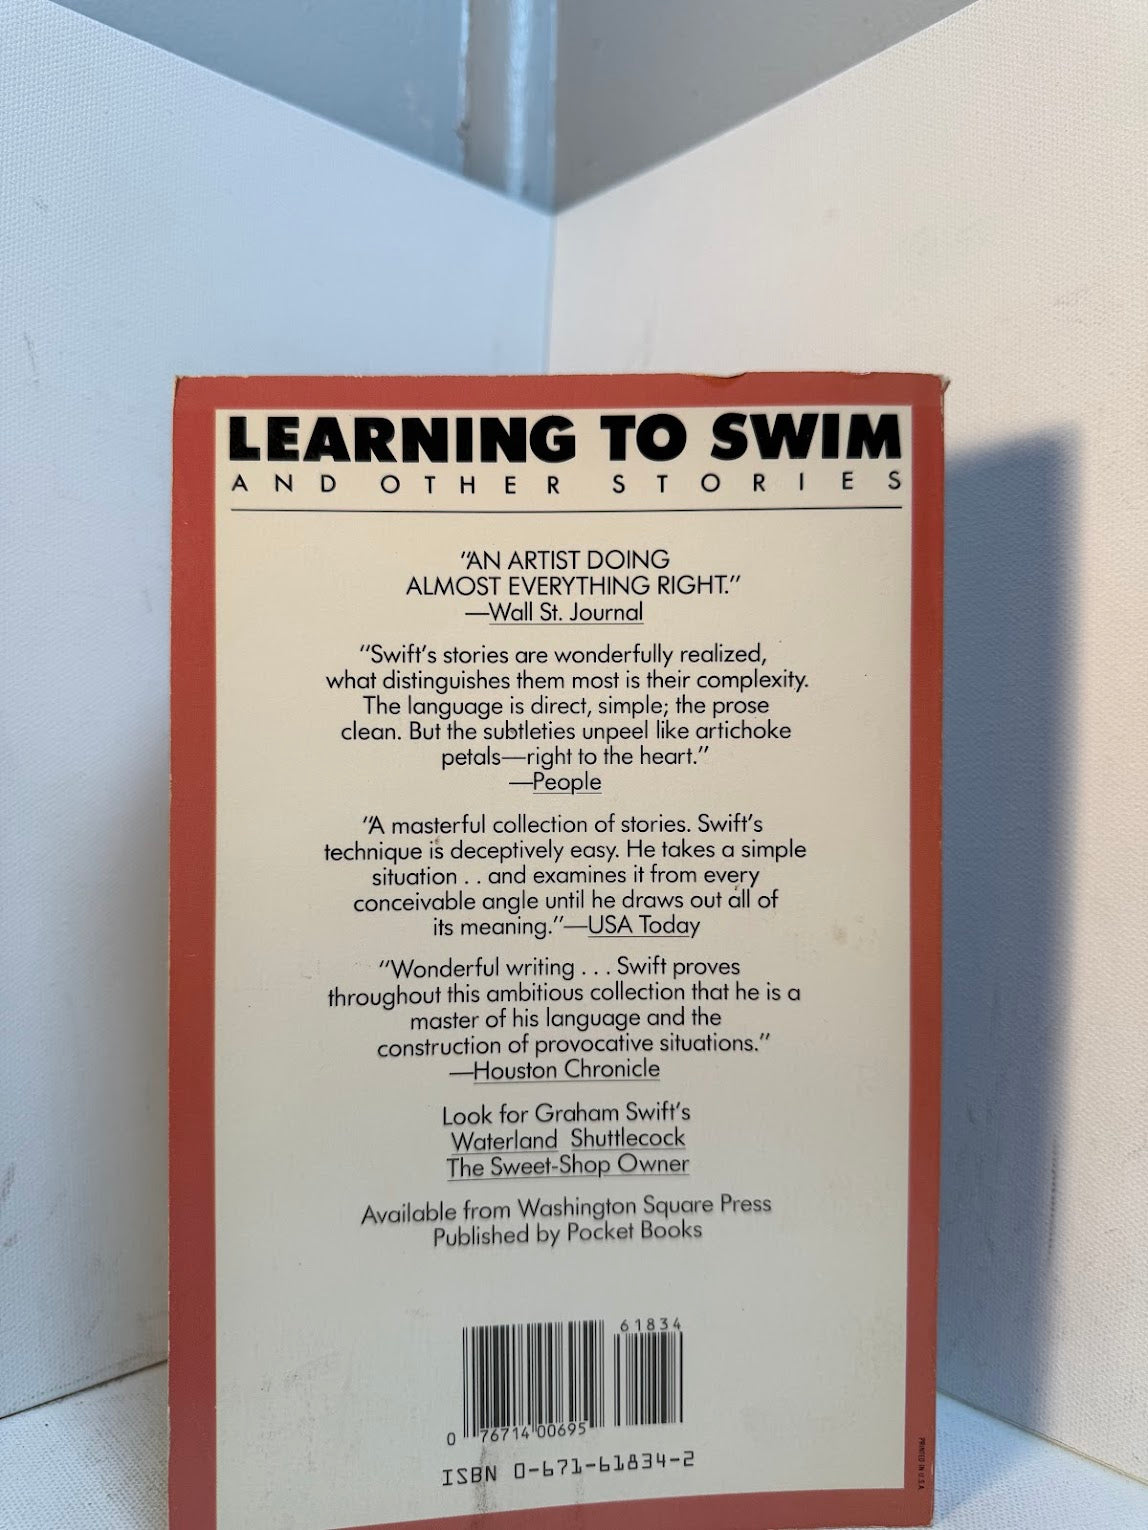 LEARNING TO SWIM
AND OTHER STORIES
“AN ARTIST DOING
ALMOST EVERYTHING RIGHT.”
—Wall St. Journal
“Swift’s stories are wonderfully realized,
what distinguishes them most is their complexity.
The language is direct, simple; the prose
clean. But the subtleties unpeel like artichoke
petals—right to the heart.”
—People
“A masterful collection of stories. Swift’s
technique is deceptively easy. He takes a simple
situation . . and examines it from every
conceivable angle until he draws out all of
its meaning.”—USA Today
“Wonderful writing . . . Swift proves
throughout this ambitious collection that he is a
master of his language and the
construction of provocative situations.”
—Houston Chronicle
Look for Graham Swift’s
Waterland Shuttlecock
The Sweet-Shop Owner
Available from Washington Square Press
Published by Pocket Books
61834
0 76714 00695
ISBN 0-671-61834-2
PRINTED IN U.S.A.